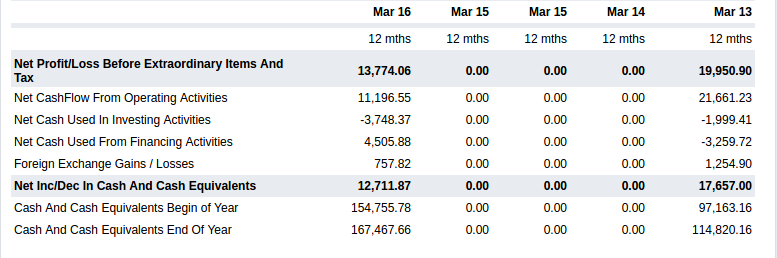 Mar 16 Mar 15 Mar 15 Mar 14 Mar 13
12 mths 12 mths 12 mths 12 mths 12 mths
Net Profit/Loss Before Extraordinary Items And
Tax 13,774.06 0.00 0.00 0.00 19,950.90
Net CashFlow From Operating Activities 11,196.55 0.00 0.00 0.00 21,661.23
Net Cash Used In Investing Activities -3,748.37 0.00 0.00 0.00 -1,999.41
Net Cash Used From Financing Activities 4,505.88 0.00 0.00 0.00 -3,259.72
Foreign Exchange Gains / Losses 757.82 0.00 0.00 0.00 1,254.90
Net Inc/Dec In Cash And Cash Equivalents 12,711.87 0.00 0.00 0.00 17,657.00
Cash And Cash Equivalents Begin of Year 154,755.78 0.00 0.00 0.00 97,163.16
Cash And Cash Equivalents End Of Year 167,467.66 0.00 0.00 0.00 114,820.16